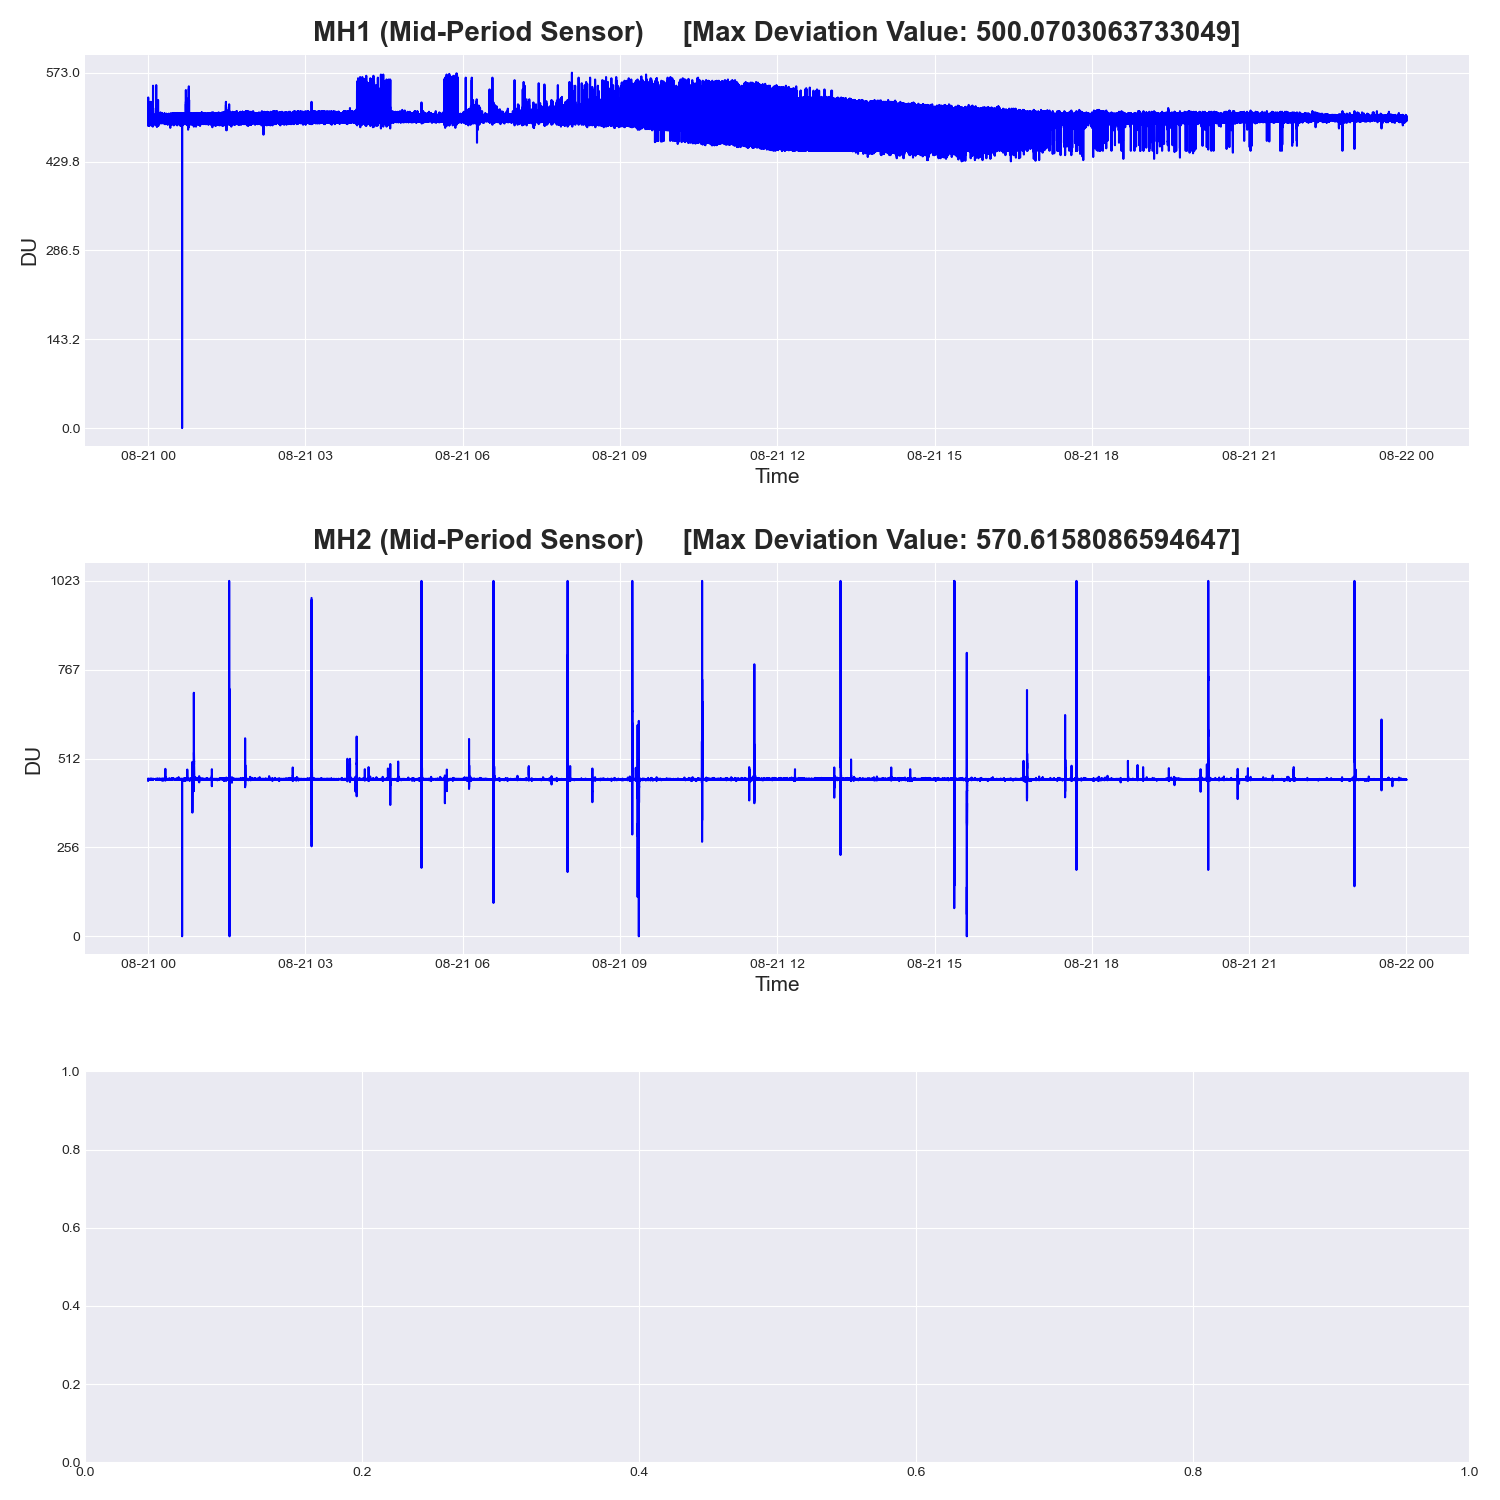 MH1 (Mid-Period Sensor) [Max Deviation Value: 500.0703063733049]
573.0
429.8
286.5
143.2
0.0
DU
08-21 00 08-21 03 08-21 06 08-21 09 08-21 12 08-21 15 08-21 18 08-21 21 08-22 00
Time
MH2 (Mid-Period Sensor) [Max Deviation Value: 570.6158086594647]
1023
767
512
256
0
DU
08-21 00 08-21 03 08-21 06 08-21 09 08-21 12 08-21 15 08-21 18 08-21 21 08-22 00
Time
1.0
0.8
0.6
0.4
0.2
0.0
0.0 0.2 0.4 0.6 0.8 1.0